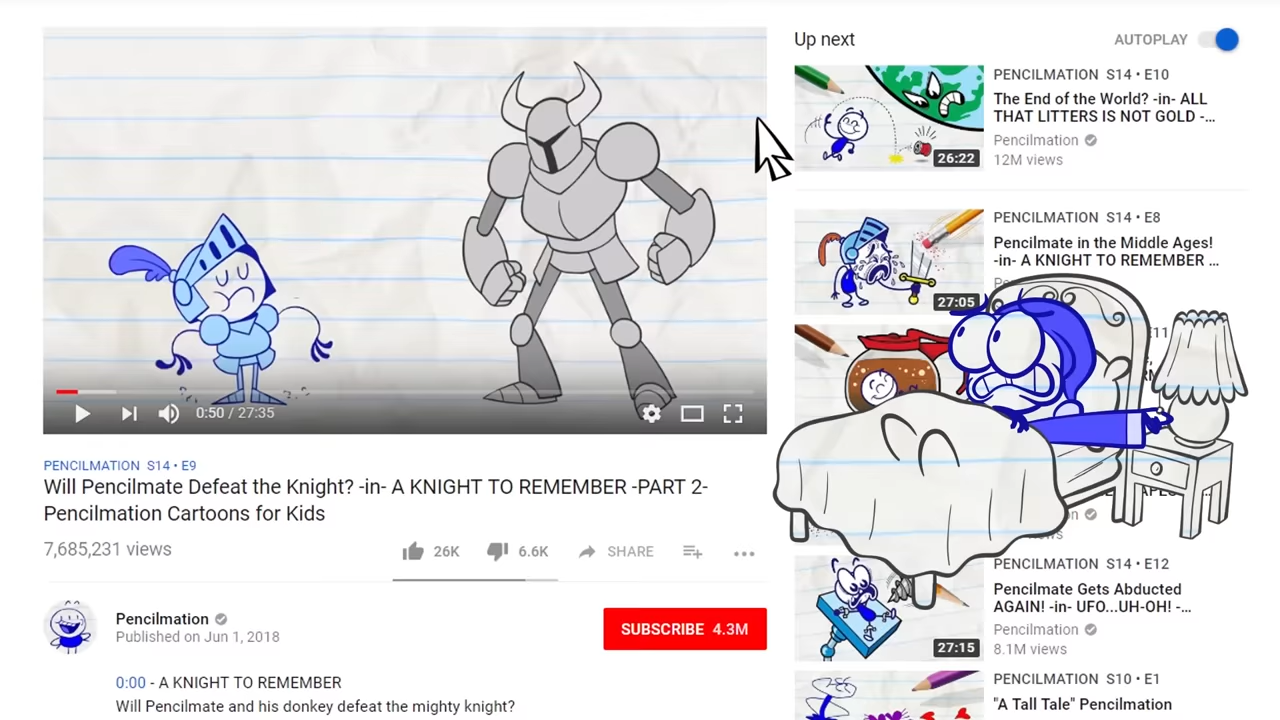 Up next
AUTOPLAY
PENCILMATION S14 • E10
The End of the World? -in- ALL
THAT LITTERS IS NOT GOLD -...
Pencilmation
12M views
26:22
PENCILMATION S14 • E8
Pencilmate in the Middle Ages!
-in- A KNIGHT TO REMEMBER ...
27:05
0:50 / 27:35
PENCILMATION S14 • E9
Will Pencilmate Defeat the Knight? -in- A KNIGHT TO REMEMBER -PART 2-
Pencilmation Cartoons for Kids
7,685,231 views
26K
6.6K
SHARE
PENCILMATION S14 • E12
Pencilmate Gets Abducted
AGAIN! -in- UFO...UH-OH! -...
Pencilmation
8.1M views
27:15
Pencilmation
Published on Jun 1, 2018
SUBSCRIBE 4.3M
0:00 - A KNIGHT TO REMEMBER
Will Pencilmate and his donkey defeat the mighty knight?
PENCILMATION S10 • E1
"A Tall Tale" Pencilmation